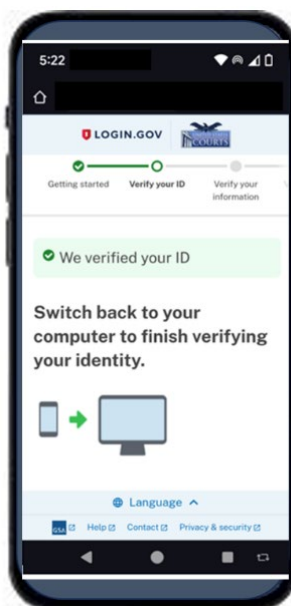 5:22
LOGIN.GOV COURTS
Getting started Verify your ID Verify your
information
We verified your ID
Switch back to your
computer to finish verifying
your identity.
Language
GSA Help Contact Privacy & security